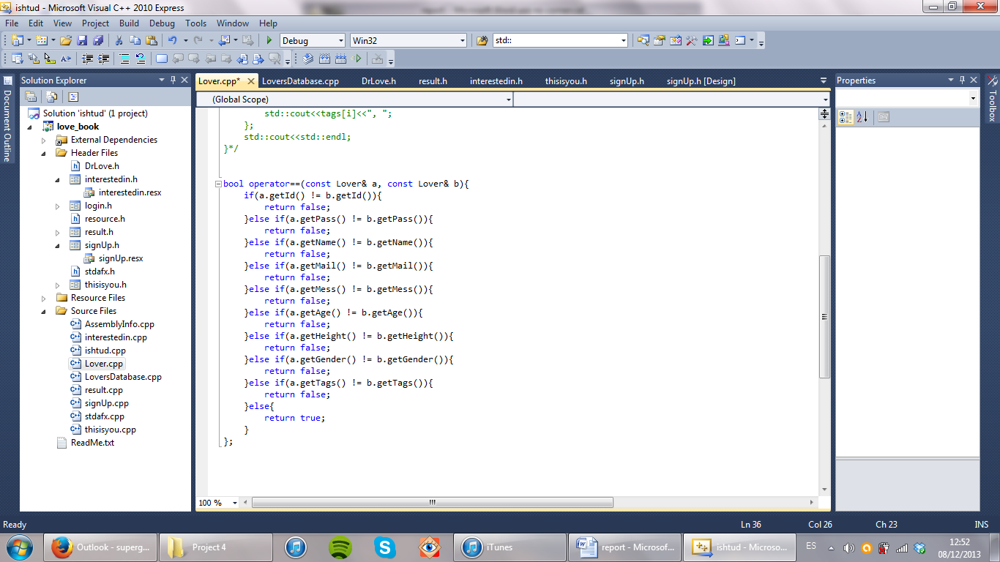 ishtud - Microsoft Visual C++ 2010 Express
File Edit View Project Build Debug Tools Window Help
Debug Win32 std::
Document Outline
Solution Explorer
Solution 'ishtud' (1 project)
love_book
External Dependencies
Header Files
DrLove.h
interestedin.h
interestedin.resx
login.h
resource.h
result.h
signUp.h
signUp.resx
stdafx.h
thisisyou.h
Resource Files
Source Files
AssemblyInfo.cpp
interestedin.cpp
ishtud.cpp
Lover.cpp
LoversDatabase.cpp
result.cpp
signUp.cpp
stdafx.cpp
thisisyou.cpp
ReadMe.txt
Lover.cpp* LoversDatabase.cpp DrLove.h result.h interestedin.h thisisyou.h signUp.h signUp.h [Design]
(Global Scope)
std::cout<<tags[i]<<", ";
};
std::cout<<std::endl;
}*/
bool operator==(const Lover& a, const Lover& b){
if(a.getId() != b.getId()){
return false;
}else if(a.getPass() != b.getPass()){
return false;
}else if(a.getName() != b.getName()){
return false;
}else if(a.getMail() != b.getMail()){
return false;
}else if(a.getMess() != b.getMess()){
return false;
}else if(a.getAge() != b.getAge()){
return false;
}else if(a.getHeight() != b.getHeight()){
return false;
}else if(a.getGender() != b.getGender()){
return false;
}else if(a.getTags() != b.getTags()){
return false;
}else{
return true;
}
};
100 %
Properties
Toolbox
Ready Ln 36 Col 26 Ch 23 INS
Outlook - superg... Project 4 iTunes report - Microsof... ishtud - Microso... ES 12:52
08/12/2013